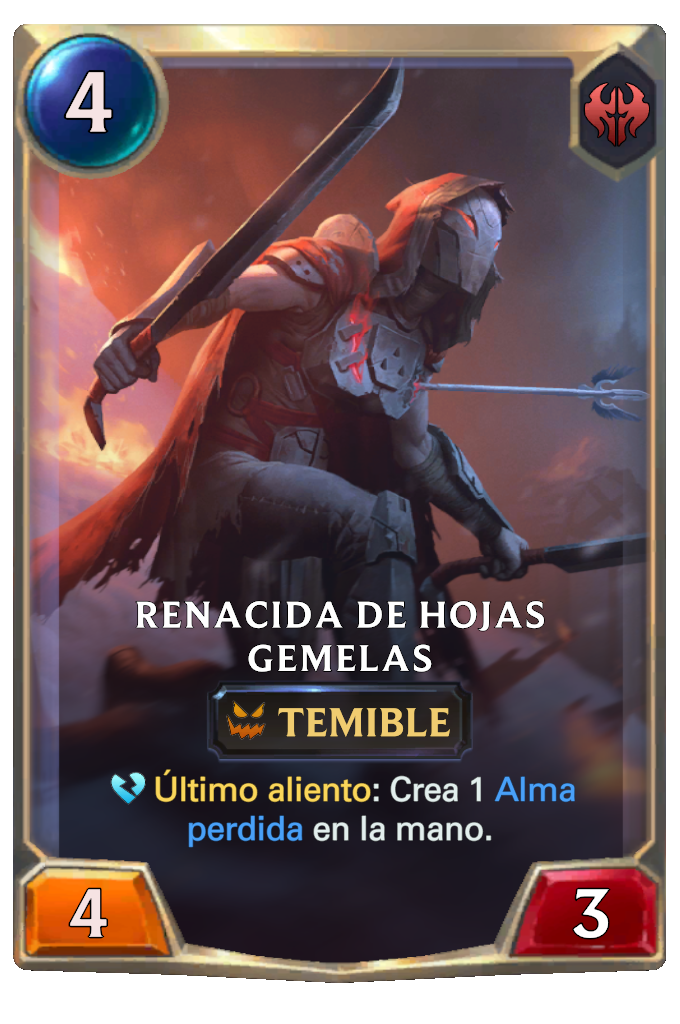 4
RENACIDA DE HOJAS
GEMELAS
TEMIBLE
Último aliento: Crea 1 Alma
perdida en la mano.
4
3